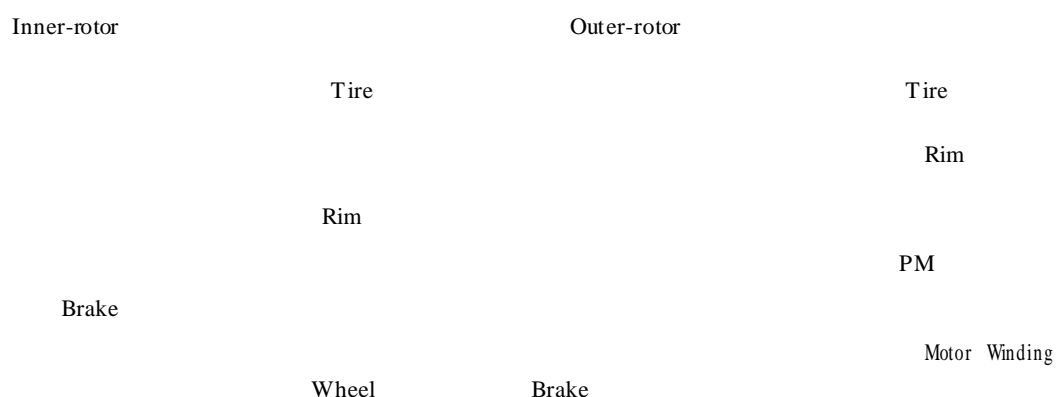 Inner-rotor Outer-rotor
Tire Tire
Rim
Rim
PM
Brake
Motor Winding
Wheel Brake